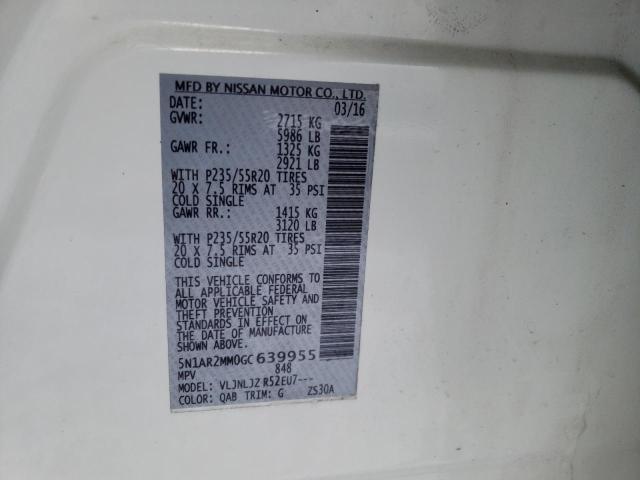 MFD BY NISSAN MOTOR CO., LTD.
DATE: 03/16
GVWR: 2715 KG
5986 LB
GAWR FR.: 1325 KG
2921 LB
WITH P235/55R20 TIRES
20 X 7.5 RIMS AT 35 PSI
COLD SINGLE
GAWR RR.: 1415 KG
3120 LB
WITH P235/55R20 TIRES
20 X 7.5 RIMS AT 35 PSI
COLD SINGLE
THIS VEHICLE CONFORMS TO
ALL APPLICABLE FEDERAL
MOTOR VEHICLE SAFETY AND
THEFT PREVENTION
STANDARDS IN EFFECT ON
THE DATE OF MANUFACTURE
SHOWN ABOVE.
5N1AR2MM0GC639955
MPV 848
MODEL: VLJNLJZ R52EU7---
COLOR: QAB TRIM: G ZS30A